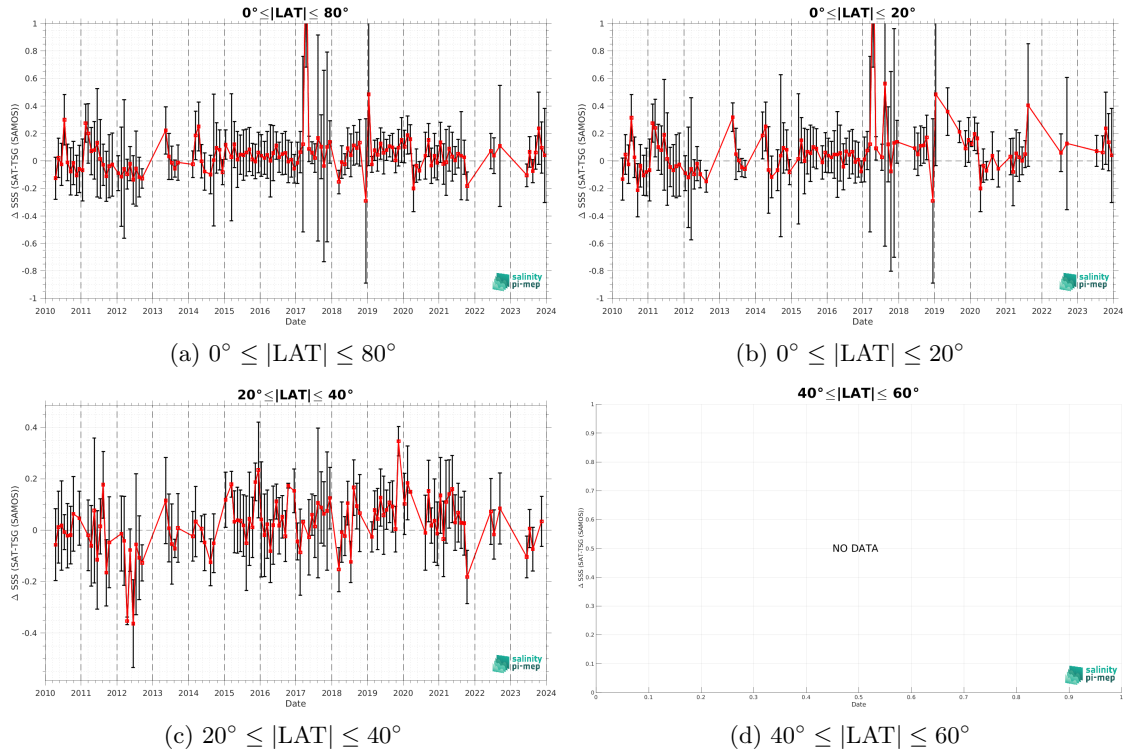 0°≤|LAT|≤ 80°
Δ SSS (SAT-TSG (SAMOS))
1
0.8
0.6
0.4
0.2
0
-0.2
-0.4
-0.6
-0.8
-1
2010 2011 2012 2013 2014 2015 2016 2017 2018 2019 2020 2021 2022 2023 2024
Date
salinity
pi-mep
(a) 0° ≤ |LAT| ≤ 80°
0°≤|LAT|≤ 20°
Δ SSS (SAT-TSG (SAMOS))
1
0.8
0.6
0.4
0.2
0
-0.2
-0.4
-0.6
-0.8
-1
2010 2011 2012 2013 2014 2015 2016 2017 2018 2019 2020 2021 2022 2023 2024
Date
salinity
pi-mep
(b) 0° ≤ |LAT| ≤ 20°
20°≤|LAT|≤ 40°
Δ SSS (SAT-TSG (SAMOS))
0.4
0.2
0
-0.2
-0.4
2010 2011 2012 2013 2014 2015 2016 2017 2018 2019 2020 2021 2022 2023 2024
Date
salinity
pi-mep
(c) 20° ≤ |LAT| ≤ 40°
40°≤|LAT|≤ 60°
Δ SSS (SAT-TSG (SAMOS))
1
0.9
0.8
0.7
0.6
0.5
0.4
0.3
0.2
0.1
0
NO DATA
0 0.1 0.2 0.3 0.4 0.5 0.6 0.7 0.8 0.9 1
Date
salinity
pi-mep
(d) 40° ≤ |LAT| ≤ 60°